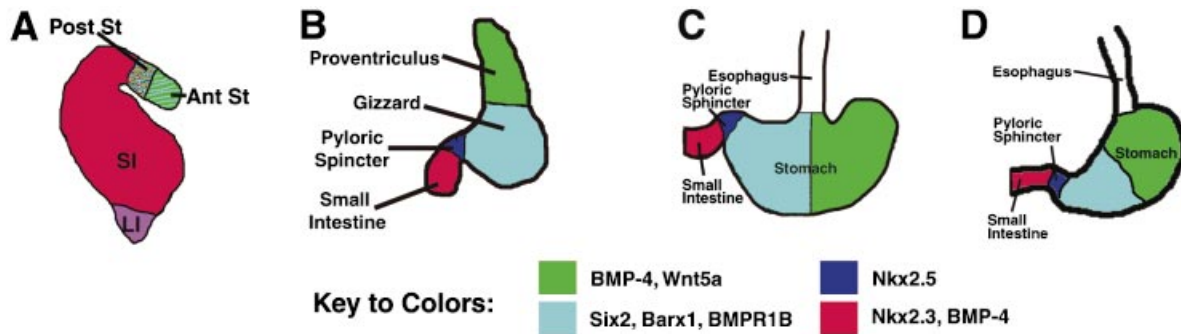 A
Post St
Ant St
SI
LI
B
Proventriculus
Gizzard
Pyloric
Spincter
Small
Intestine
C
Esophagus
Pyloric
Sphincter
Stomach
Small
Intestine
D
Esophagus
Pyloric
Sphincter
Stomach
Small
Intestine
Key to Colors:
BMP-4, Wnt5a
Six2, Barx1, BMPR1B
Nkx2.5
Nkx2.3, BMP-4